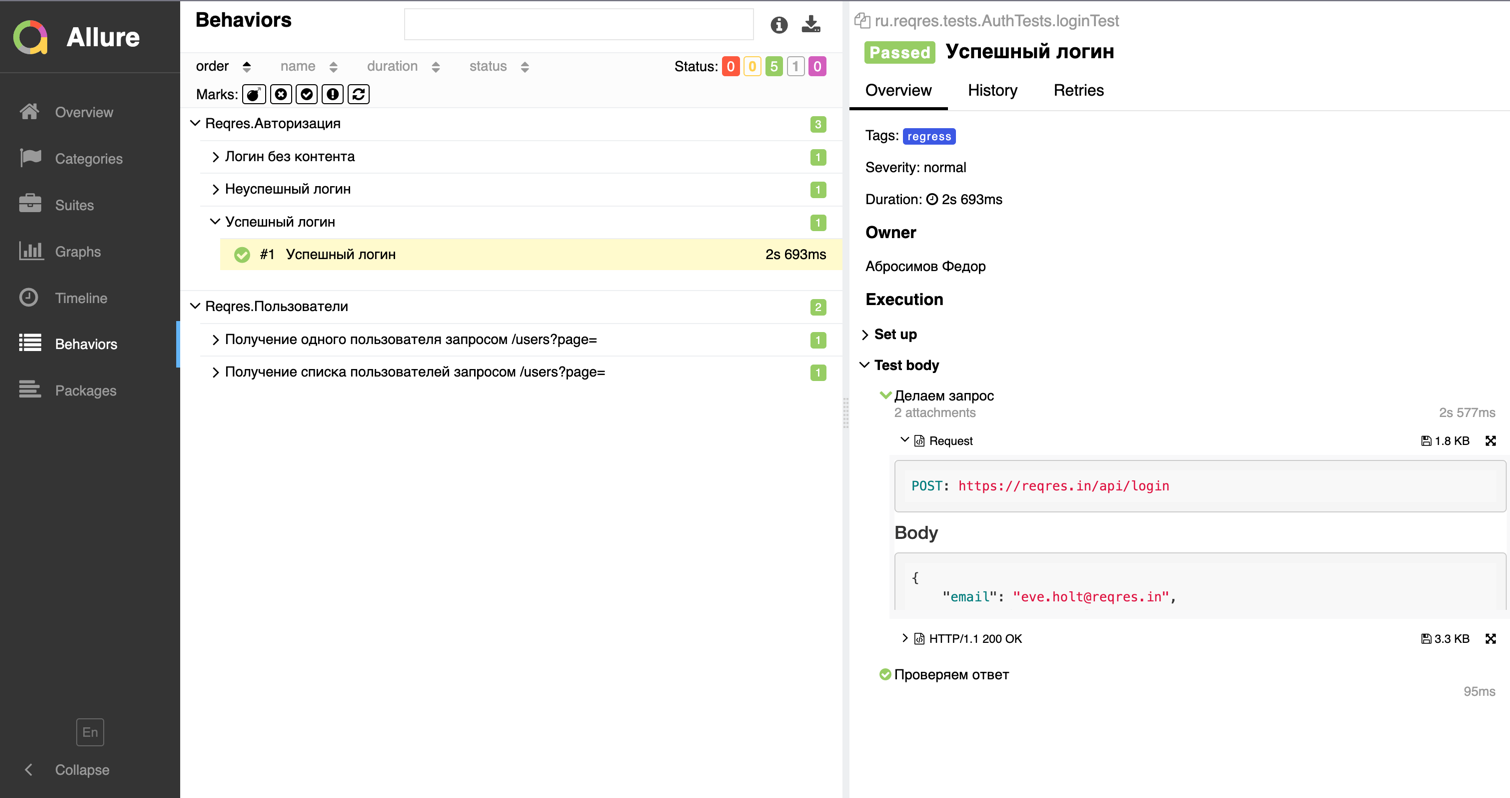 Allure
Overview
Categories
Suites
Graphs
Timeline
Behaviors
Packages
En
Collapse
Behaviors
order name duration status Status: 0 0 5 1 0
Marks:
Reqres.Авторизация 3
Логин без контента 1
Неуспешный логин 1
Успешный логин 1
#1 Успешный логин 2s 693ms
Reqres.Пользователи 2
Получение одного пользователя запросом /users?page= 1
Получение списка пользователей запросом /users?page= 1
ru.reqres.tests.AuthTests.loginTest
Passed Успешный логин
Overview History Retries
Tags: regress
Severity: normal
Duration: 2s 693ms
Owner
Абросимов Федор
Execution
Set up
Test body
Делаем запрос
2 attachments 2s 577ms
Request 1.8 KB
POST: https://reqres.in/api/login
Body
{
"email": "eve.holt@reqres.in",
HTTP/1.1 200 OK 3.3 KB
Проверяем ответ
95ms